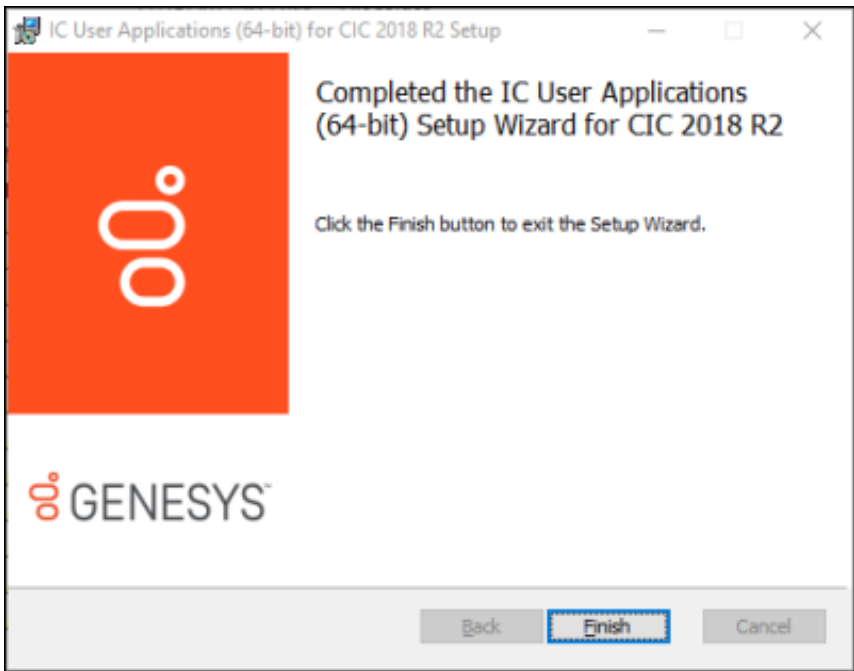 IC User Applications (64-bit) for CIC 2018 R2 Setup
Completed the IC User Applications
(64-bit) Setup Wizard for CIC 2018 R2
Click the Finish button to exit the Setup Wizard.
GENESYS™
Back
Finish
Cancel